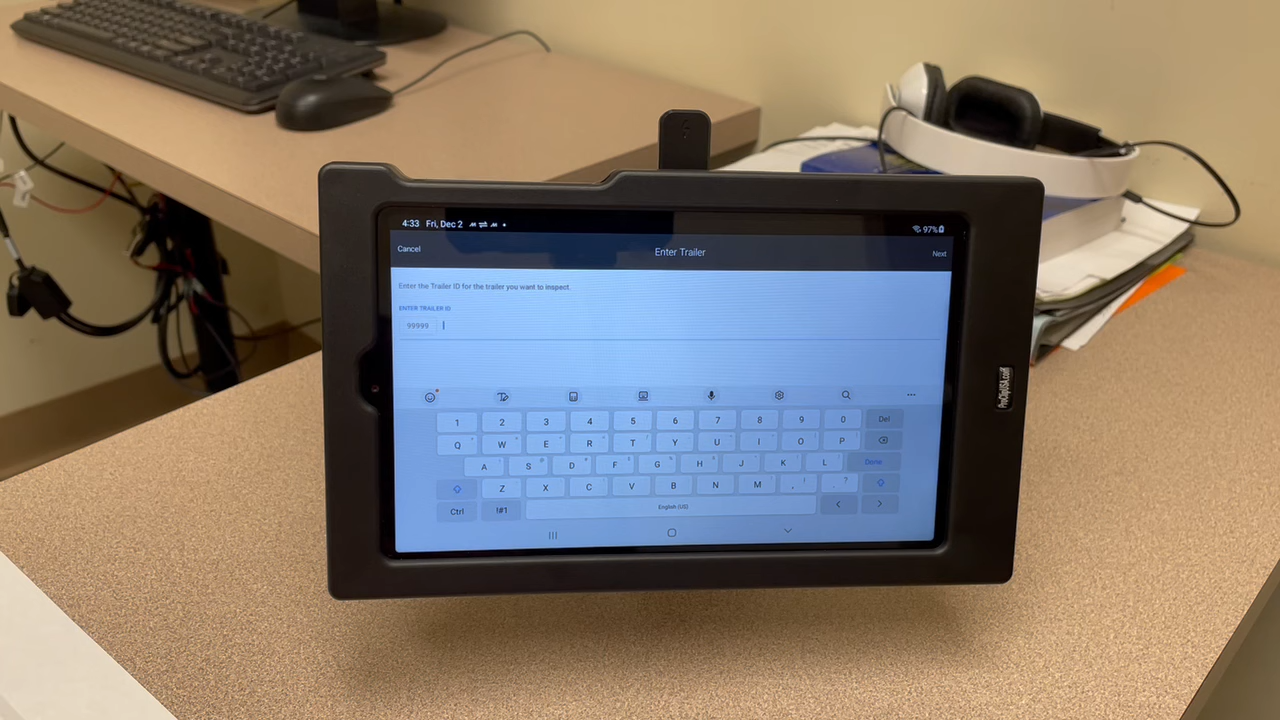 4:33 Fri, Dec 2
97%
Cancel
Enter Trailer
Next
Enter the Trailer ID for the trailer you want to inspect.
ENTER TRAILER ID
99999
1 2 3 4 5 6 7 8 9 0 Del
Q W E R T Y U I O P
A S D F G H J K L Done
Z X C V B N M , ! . ?
Ctrl !#1 English (US) < >
ProClipUSA.com